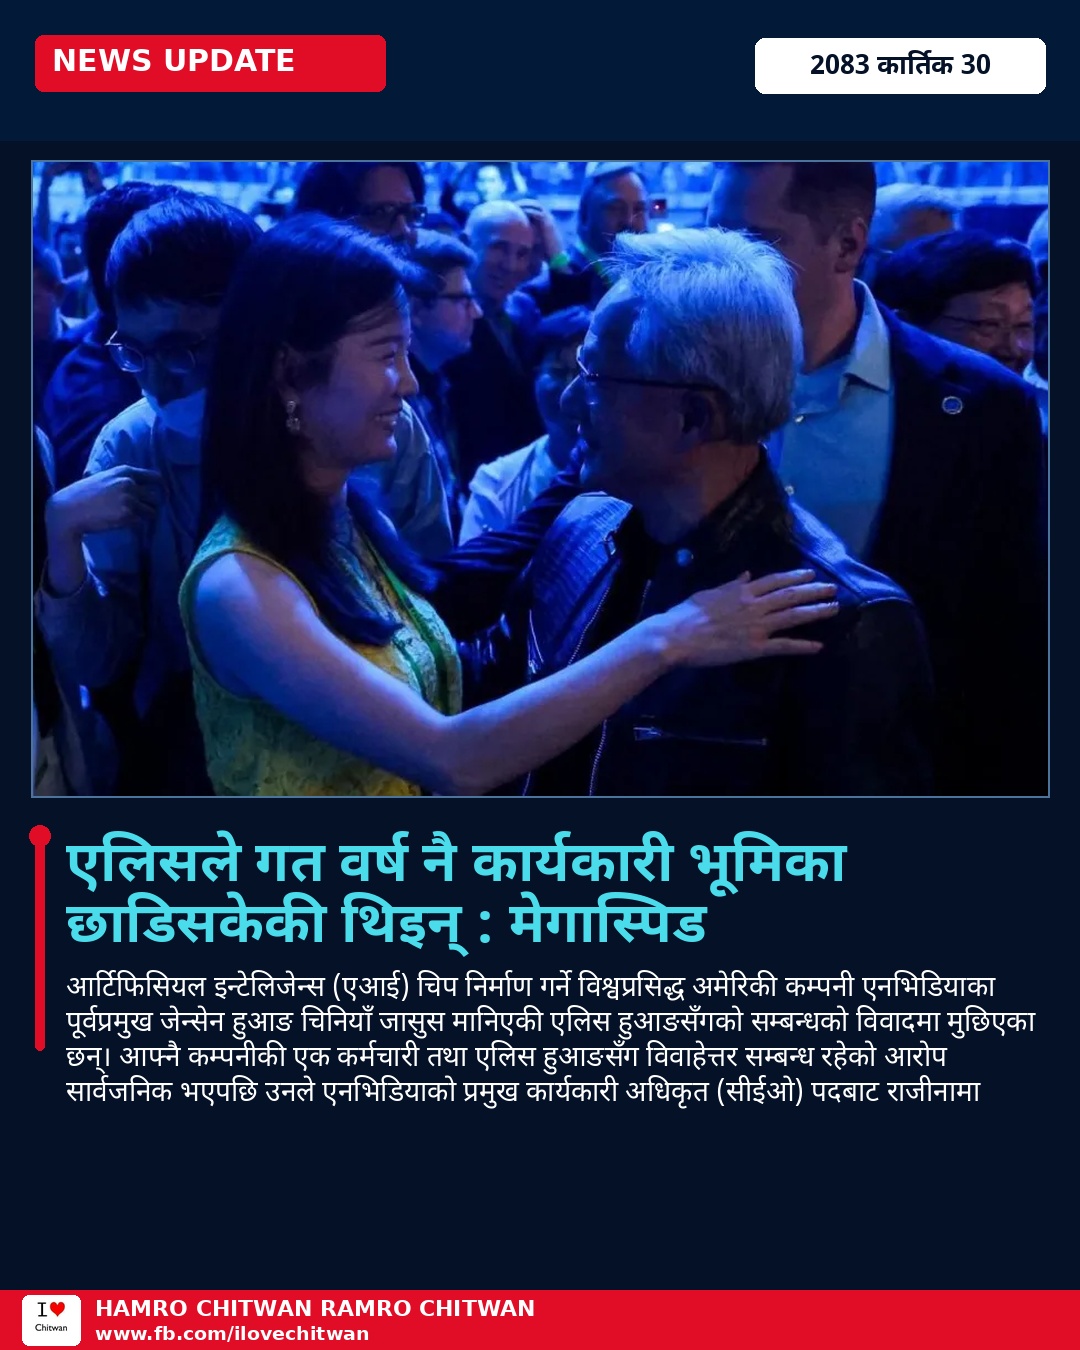 NEWS UPDATE
2083 कार्तिक 30
एलिसले गत वर्ष नै कार्यकारी भूमिका
छाडिसकेकी थिइन् : मेगास्पिड
आर्टिफिसियल इन्टेलिजेन्स (एआई) चिप निर्माण गर्ने विश्वप्रसिद्ध अमेरिकी कम्पनी एनभिडियाका
पूर्वप्रमुख जेन्सेन हुआङ चिनियाँ जासुस मानिएकी एलिस हुआङसँगको सम्बन्धको विवादमा मुछिएका
छन्। आफ्नै कम्पनीकी एक कर्मचारी तथा एलिस हुआङसँग विवाहेत्तर सम्बन्ध रहेको आरोप
सार्वजनिक भएपछि उनले एनभिडियाको प्रमुख कार्यकारी अधिकृत (सीईओ) पदबाट राजीनामा
I♥
Chitwan
HAMRO CHITWAN RAMRO CHITWAN
www.fb.com/ilovechitwan